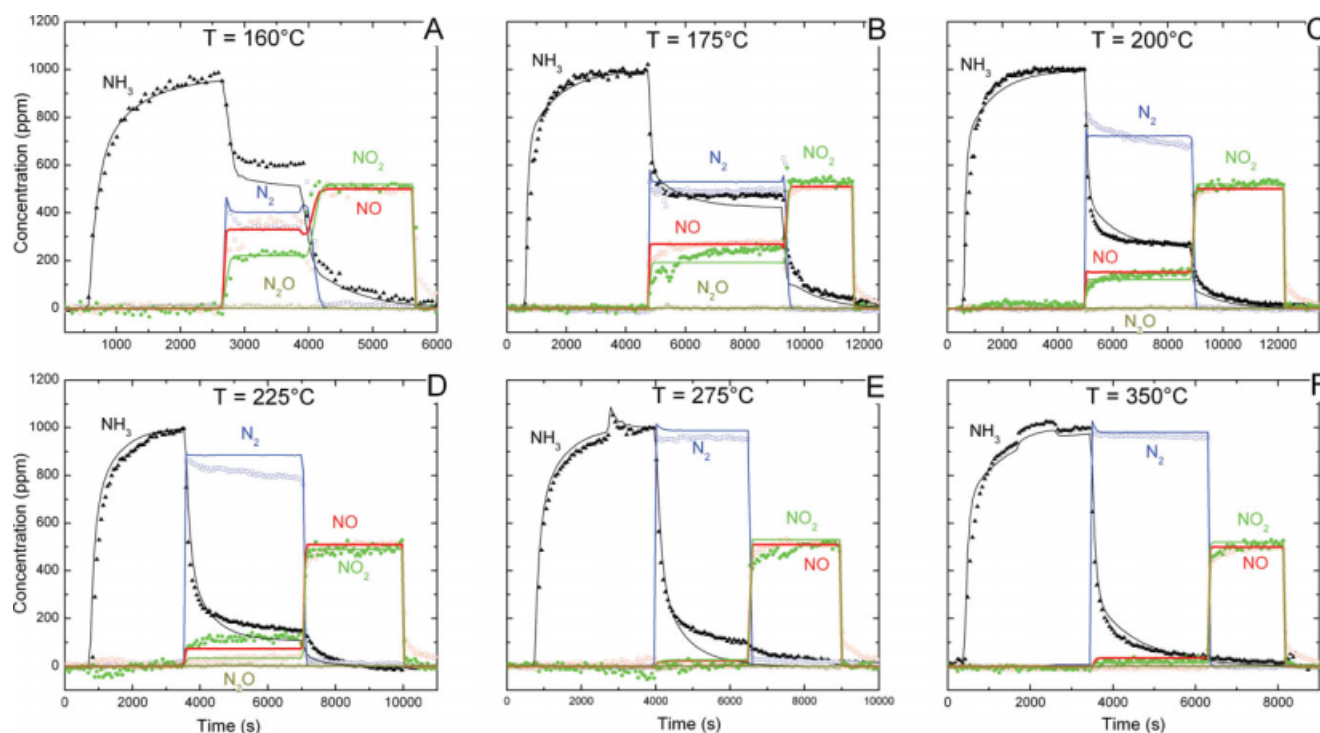 A
T = 160°C
NH3
N2
NO2
NO
N2O
Concentration (ppm)
1200
1000
800
600
400
200
0
1000 2000 3000 4000 5000 6000
B
T = 175°C
NH3
N2
NO2
NO
N2O
0 2000 4000 6000 8000 10000 12000
C
T = 200°C
NH3
N2
NO2
NO
N2O
0 2000 4000 6000 8000 10000 12000
D
T = 225°C
NH3
N2
NO
NO2
N2O
Concentration (ppm)
1200
1000
800
600
400
200
0
0 2000 4000 6000 8000 10000
Time (s)
E
T = 275°C
NH3
N2
NO2
NO
0 2000 4000 6000 8000 10000
Time (s)
F
T = 350°C
NH3
N2
NO2
NO
0 2000 4000 6000 8000
Time (s)